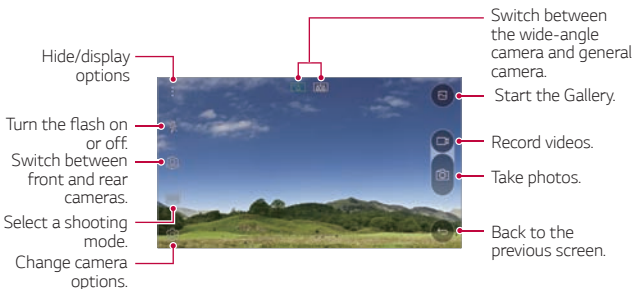 Switch between
the wide-angle
camera and general
camera.
Hide/display
options
Start the Gallery.
Turn the flash on
or off.
Record videos.
Switch between
front and rear
cameras.
Take photos.
Select a shooting
mode.
Back to the
previous screen.
Change camera
options.